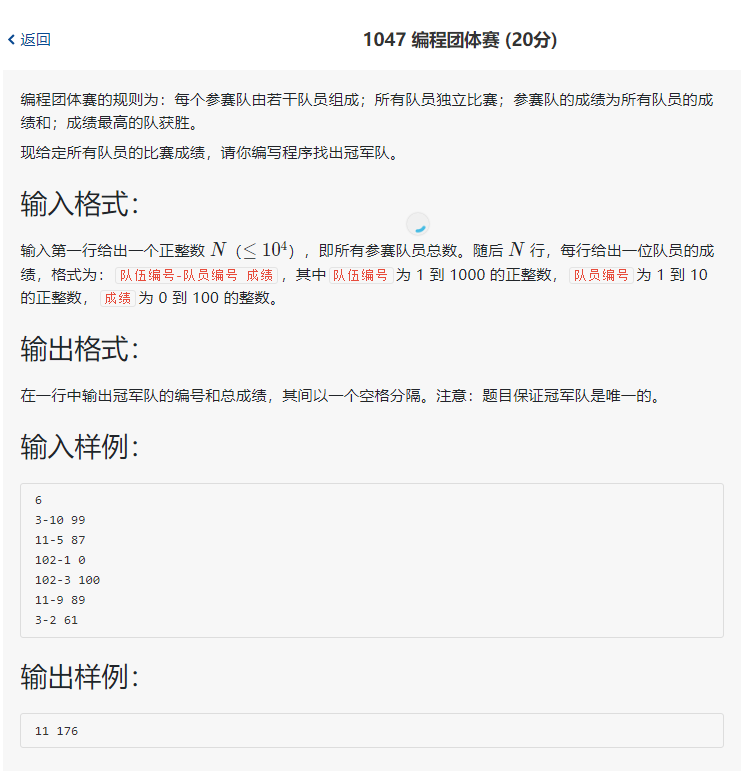 返回
1047 编程团体赛 (20分)
编程团体赛的规则为：每个参赛队由若干队员组成；所有队员独立比赛；参赛队的成绩为所有队员的成
绩和；成绩最高的队获胜。
现给定所有队员的比赛成绩，请你编写程序找出冠军队。
输入格式：
输入第一行给出一个正整数 N（≤ 10⁴），即所有参赛队员总数。随后 N 行，每行给出一位队员的成
绩，格式为： 队伍编号-队员编号 成绩 ，其中 队伍编号 为 1 到 1000 的正整数， 队员编号 为 1 到 10
的正整数， 成绩 为 0 到 100 的整数。
输出格式：
在一行中输出冠军队的编号和总成绩，其间以一个空格分隔。注意：题目保证冠军队是唯一的。
输入样例：
6
3-10 99
11-5 87
102-1 0
102-3 100
11-9 89
3-2 61
输出样例：
11 176